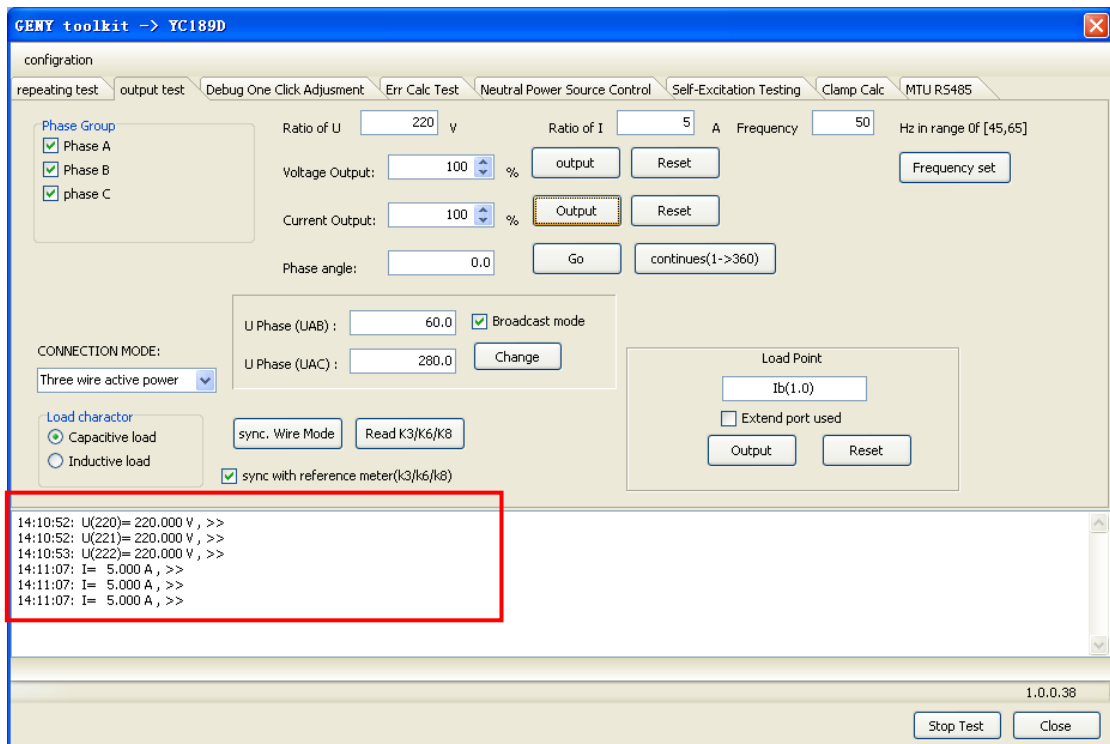 GENY toolkit -> YC189D
configration
repeating test output test Debug One Click Adjusment Err Calc Test Neutral Power Source Control Self-Excitation Testing Clamp Calc MTU RS485
Phase Group
Phase A
Phase B
phase C
Ratio of U 220 V Ratio of I 5 A Frequency 50 Hz in range 0f [45,65]
Voltage Output: 100 % output Reset Frequency set
Current Output: 100 % Output Reset
Phase angle: 0.0 Go continues(1->360)
U Phase (UAB) : 60.0 Broadcast mode
U Phase (UAC) : 280.0 Change
CONNECTION MODE:
Three wire active power
Load Point
Ib(1.0)
Extend port used
Output Reset
Load charactor
Capacitive load
Inductive load
sync. Wire Mode Read K3/K6/K8
sync with reference meter(k3/k6/k8)
14:10:52: U(220)= 220.000 V , >>
14:10:52: U(221)= 220.000 V , >>
14:10:53: U(222)= 220.000 V , >>
14:11:07: I= 5.000 A , >>
14:11:07: I= 5.000 A , >>
14:11:07: I= 5.000 A , >>
1.0.0.38
Stop Test Close